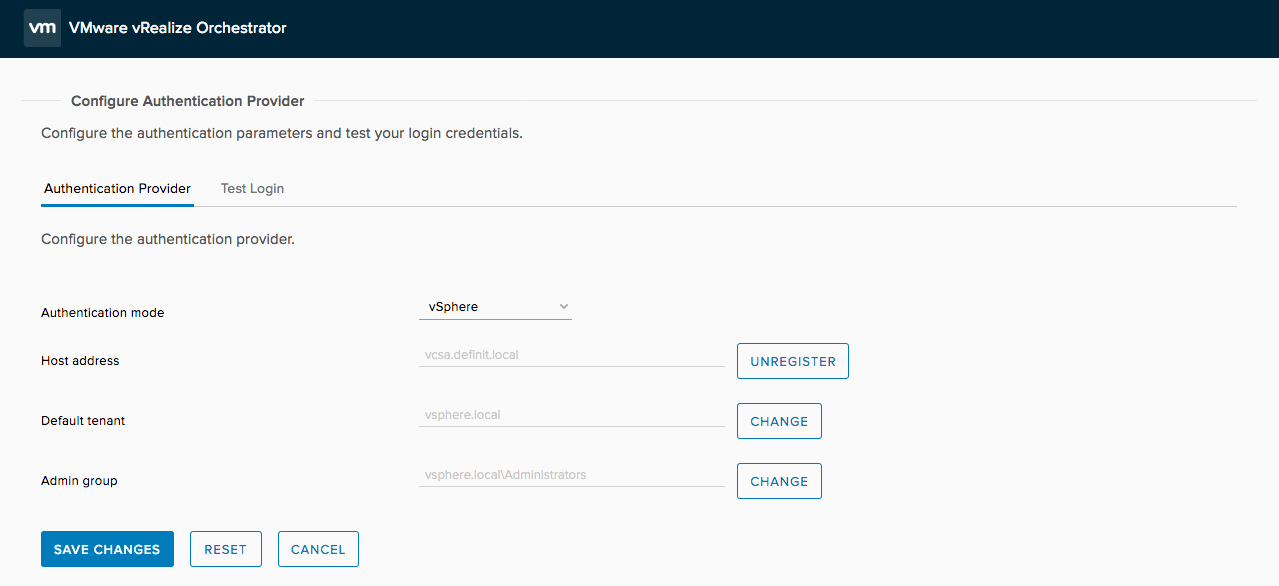 vm VMware vRealize Orchestrator
Configure Authentication Provider
Configure the authentication parameters and test your login credentials.
Authentication Provider Test Login
Configure the authentication provider.
Authentication mode vSphere
Host address vcsa.definit.local UNREGISTER
Default tenant vsphere.local CHANGE
Admin group vsphere.local\Administrators CHANGE
SAVE CHANGES RESET CANCEL